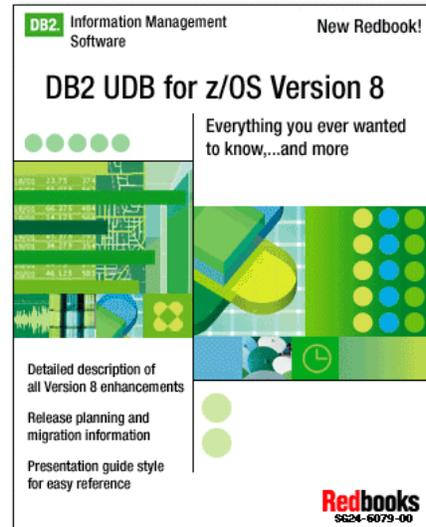 DB2. Information Management
Software
New Redbook!
DB2 UDB for z/OS Version 8
Everything you ever wanted
to know,...and more
Detailed description of
all Version 8 enhancements
Release planning and
migration information
Presentation guide style
for easy reference
Redbooks
SG24-6079-00